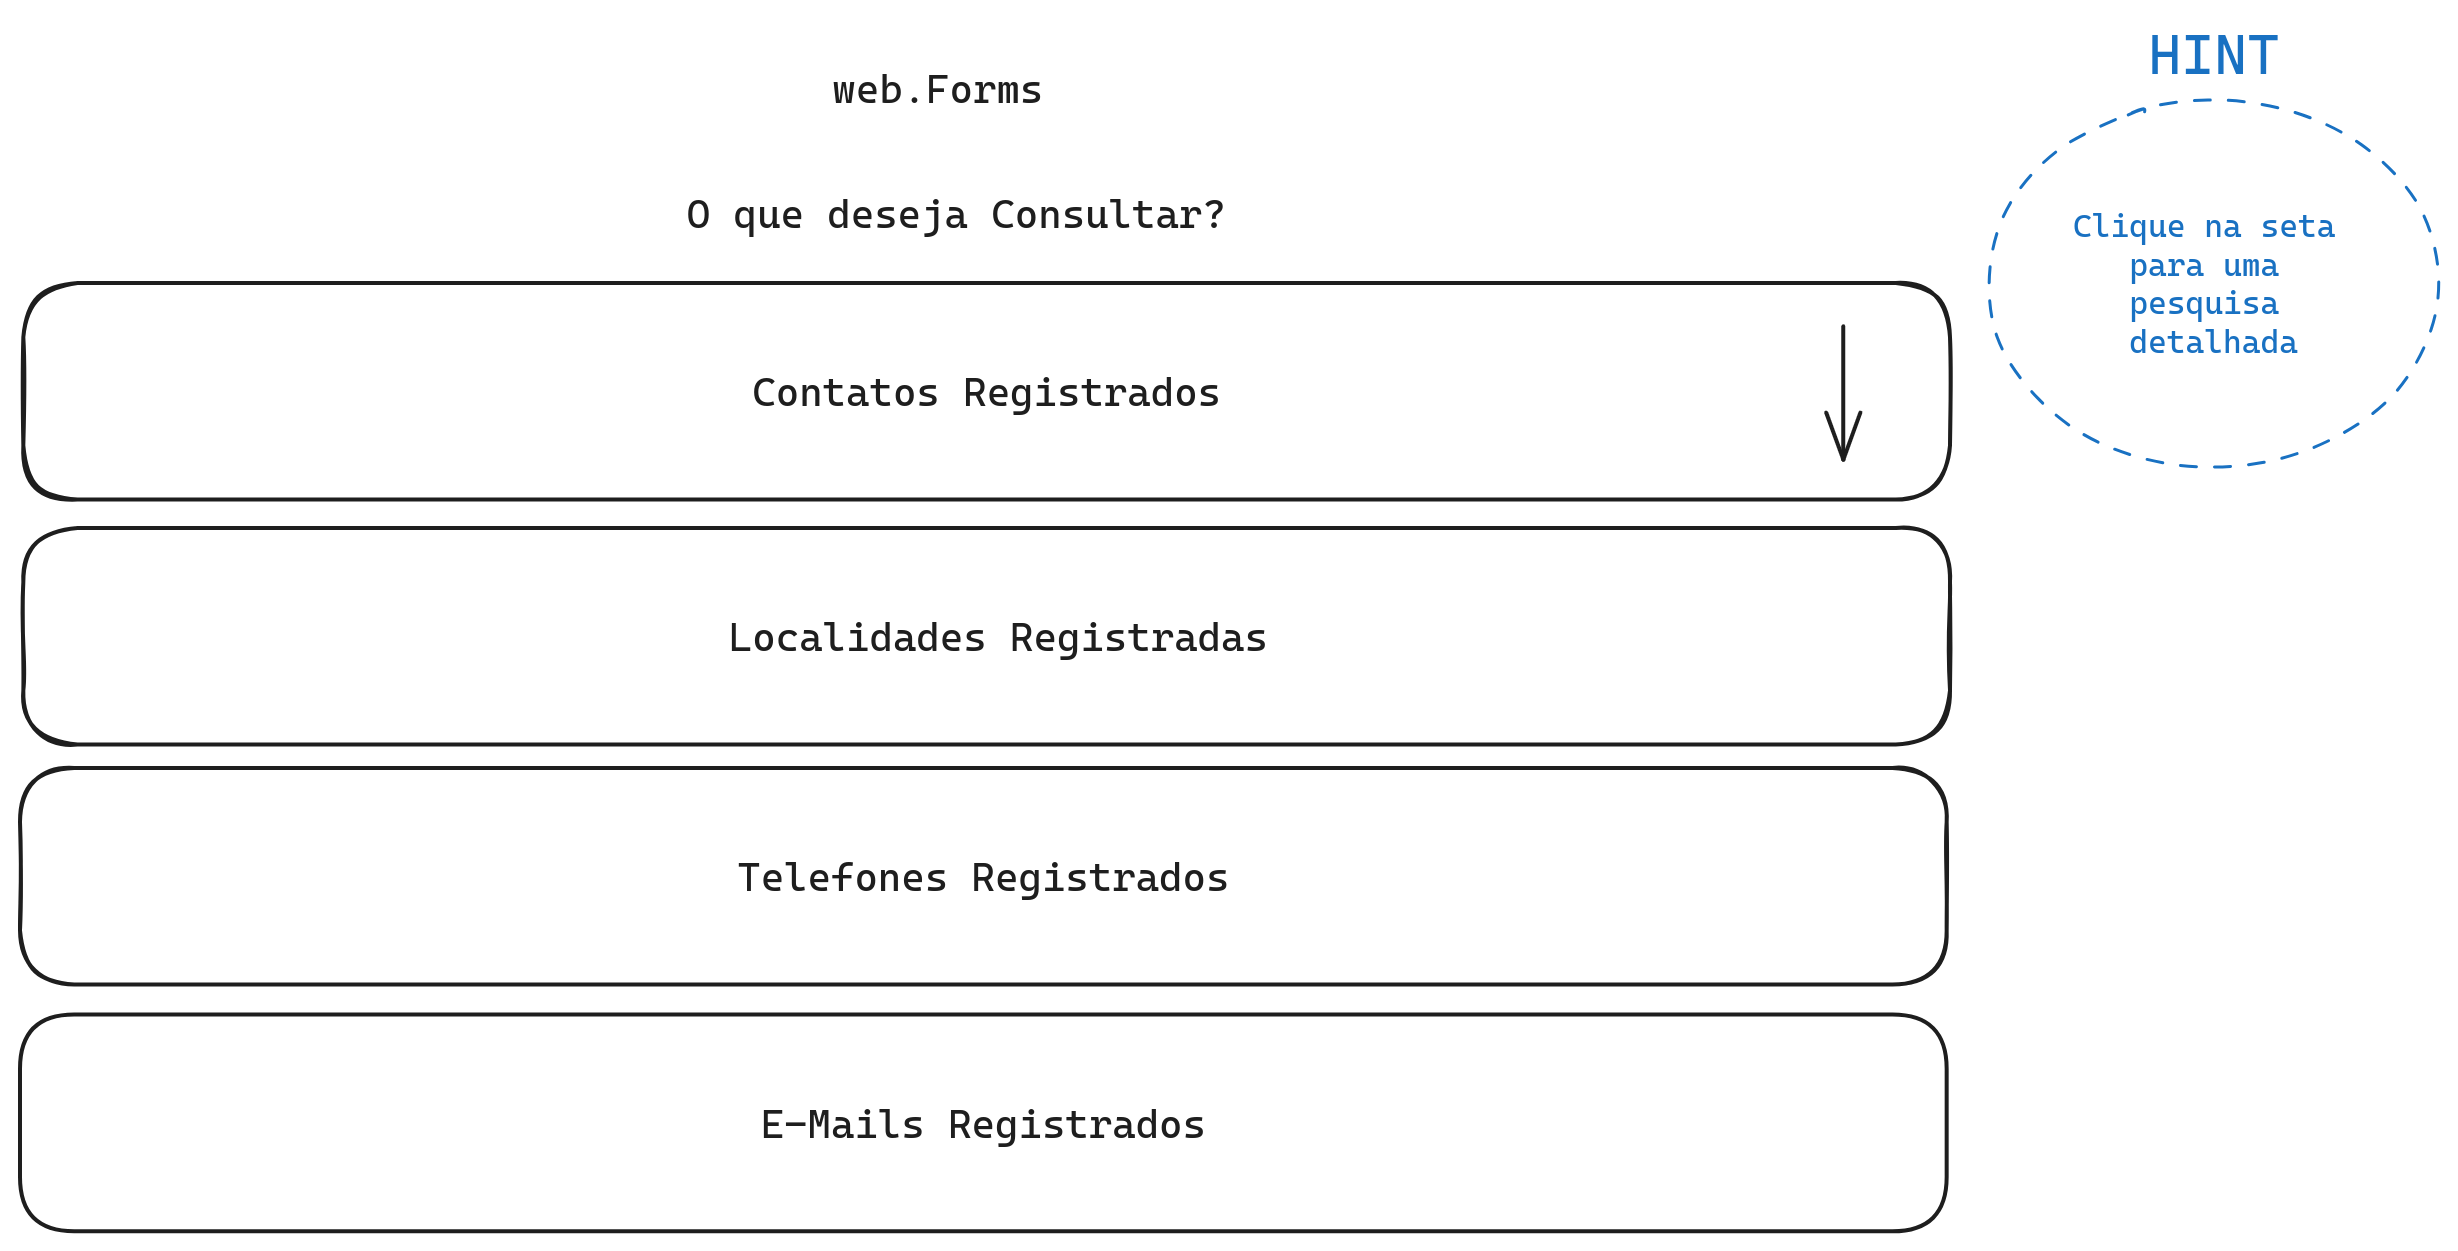 HINT
web.Forms
O que deseja Consultar?
Clique na seta
para uma
pesquisa
detalhada
Contatos Registrados
Localidades Registradas
Telefones Registrados
E-Mails Registrados